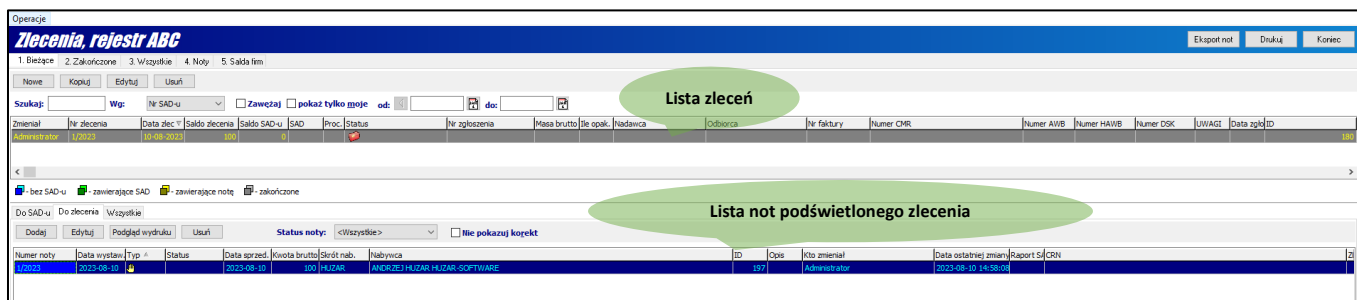 Operacje
Zlecenia, rejestr ABC
Eksport not Drukuj Koniec
1. Bieżące 2. Zakończone 3. Wszystkie 4. Noty 5. Salda firm
Nowe Kopiuj Edytuj Usuń
Szukaj: Wg: Nr SAD-u Zawężaj pokaż tylko moje od: do:
Lista zleceń
Zmieniał Nr zlecenia Data zlec Saldo zlecenia Saldo SAD-u SAD Proc. Status Nr zgłoszenia Masa brutto Ile opak. Nadawca Odbiorca Nr faktury Numer CMR Numer AWB Numer HAWB Numer DSK UWAGI Data zgło ID
Administrator 1/2023 10-08-2023 100 0 180
- bez SAD-u - zawierające SAD - zawierające notę - zakończone
Do SAD-u Do zlecenia Wszystkie
Lista not podświetlonego zlecenia
Dodaj Edytuj Podgląd wydruku Usuń Status noty: <Wszystkie> Nie pokazuj korekt
Numer noty Data wystaw. Typ Status Data sprzed. Kwota brutto Skrót nab. Nabywca ID Opis Kto zmieniał Data ostatniej zmiany Raport SA CRN Zl
1/2023 2023-08-10 2023-08-10 100 HUZAR ANDRZEJ HUZAR HUZAR-SOFTWARE 197 Administrator 2023-08-10 14:58:08